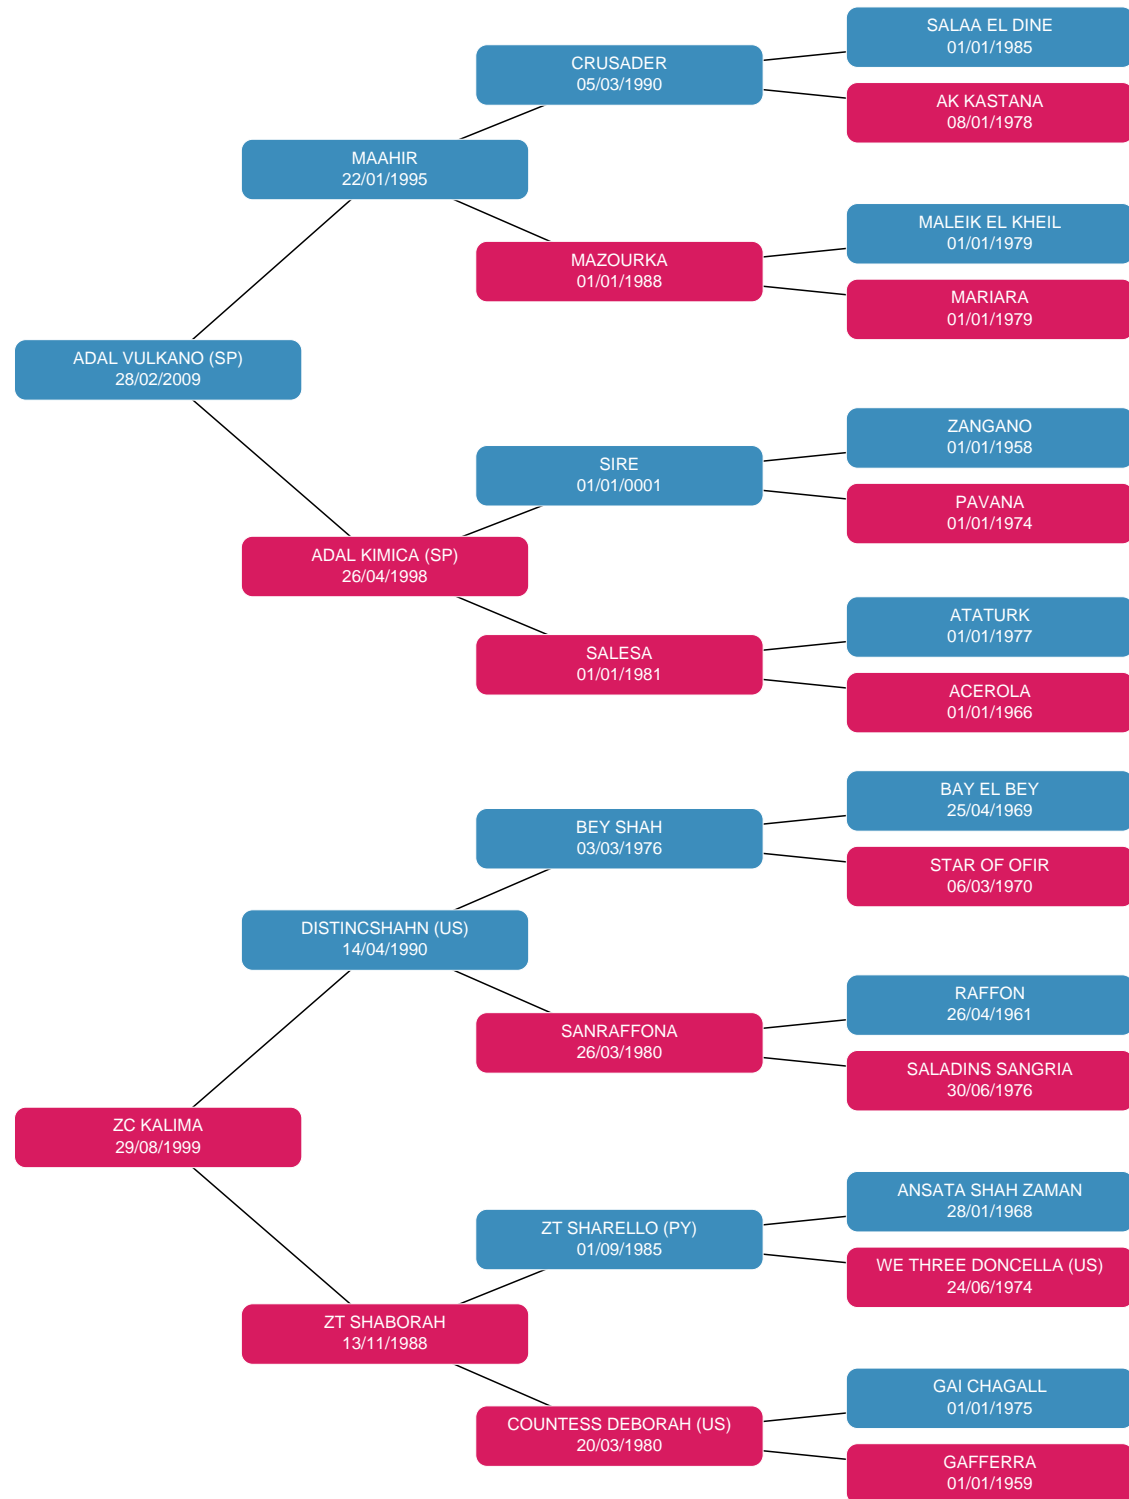 SALAA EL DINE
01/01/1985
CRUSADER
05/03/1990
AK KASTANA
08/01/1978
MAAHIR
22/01/1995
MALEIK EL KHEIL
01/01/1979
MAZOURKA
01/01/1988
MARIARA
01/01/1979
ADAL VULKANO (SP)
28/02/2009
ZANGANO
01/01/1958
SIRE
01/01/0001
PAVANA
01/01/1974
ADAL KIMICA (SP)
26/04/1998
ATATURK
01/01/1977
SALESA
01/01/1981
ACEROLA
01/01/1966
BAY EL BEY
25/04/1969
BEY SHAH
03/03/1976
STAR OF OFIR
06/03/1970
DISTINCSHAHN (US)
14/04/1990
RAFFON
26/04/1961
SANRAFFONA
26/03/1980
SALADINS SANGRIA
30/06/1976
ZC KALIMA
29/08/1999
ANSATA SHAH ZAMAN
28/01/1968
ZT SHARELLO (PY)
01/09/1985
WE THREE DONCELLA (US)
24/06/1974
ZT SHABORAH
13/11/1988
GAI CHAGALL
01/01/1975
COUNTESS DEBORAH (US)
20/03/1980
GAFFERRA
01/01/1959